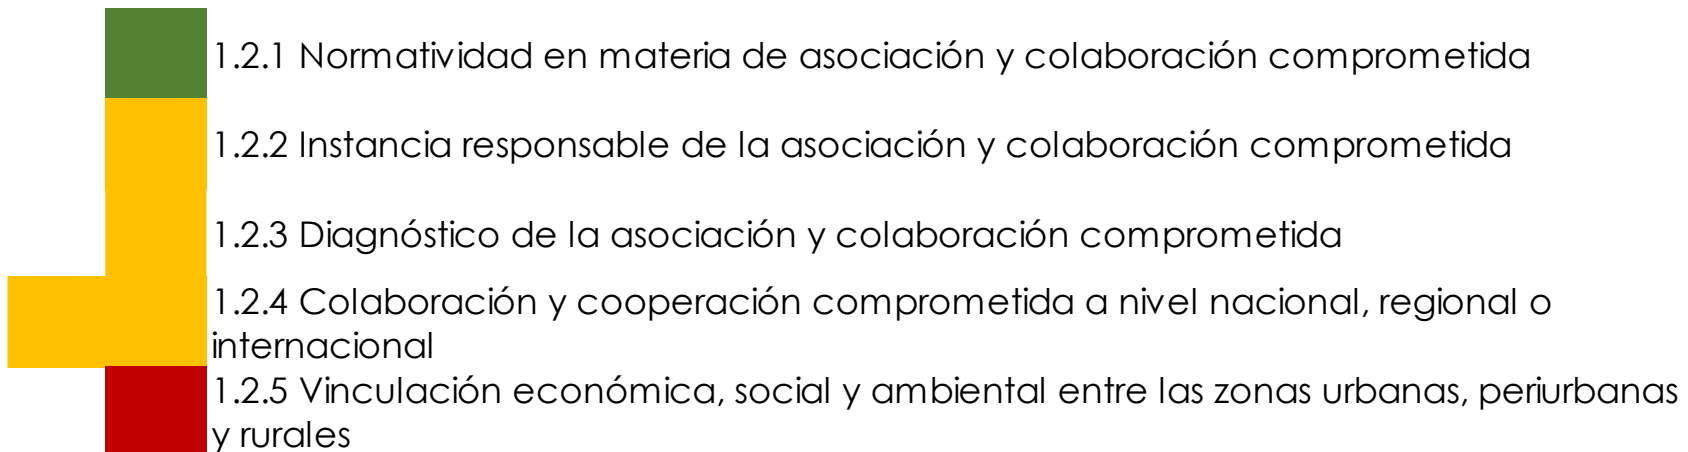 1.2.1 Normatividad en materia de asociación y colaboración comprometida
1.2.2 Instancia responsable de la asociación y colaboración comprometida
1.2.3 Diagnóstico de la asociación y colaboración comprometida
1.2.4 Colaboración y cooperación comprometida a nivel nacional, regional o
internacional
1.2.5 Vinculación económica, social y ambiental entre las zonas urbanas, periurbanas
y rurales